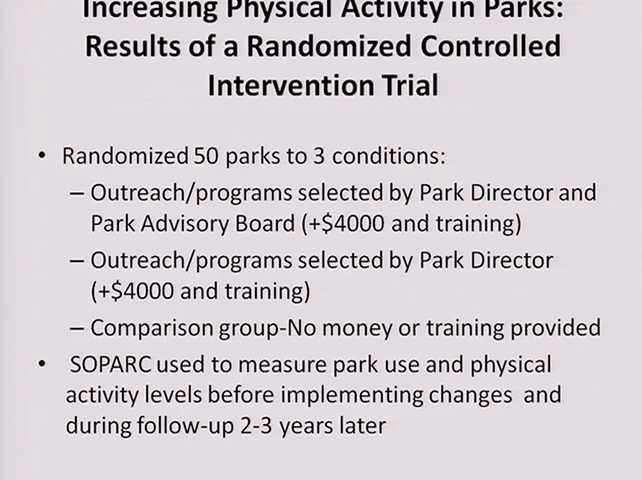 Increasing Physical Activity in Parks:
Results of a Randomized Controlled
Intervention Trial
• Randomized 50 parks to 3 conditions:
– Outreach/programs selected by Park Director and
Park Advisory Board (+$4000 and training)
– Outreach/programs selected by Park Director
(+$4000 and training)
– Comparison group-No money or training provided
• SOPARC used to measure park use and physical
activity levels before implementing changes and
during follow-up 2-3 years later